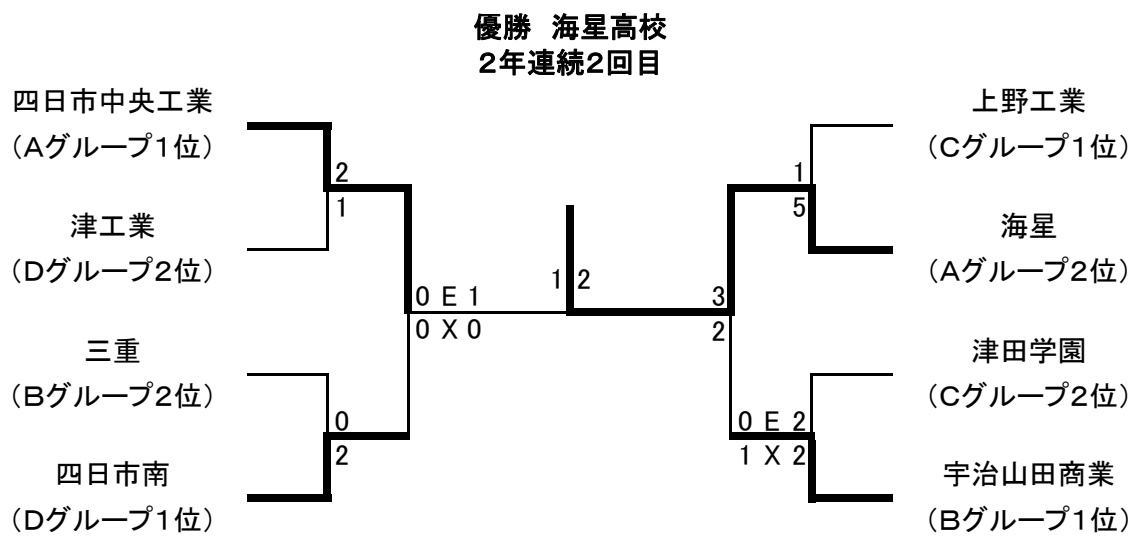 優勝 海星高校
2年連続2回目
四日市中央工業
(Aグループ1位)
2
1
津工業
(Dグループ2位)
0 E 1
0 X 0
三重
(Bグループ2位)
0
2
四日市南
(Dグループ1位)
1 2
上野工業
(Cグループ1位)
1
5
海星
(Aグループ2位)
3
2
津田学園
(Cグループ2位)
0 E 2
1 X 2
宇治山田商業
(Bグループ1位)